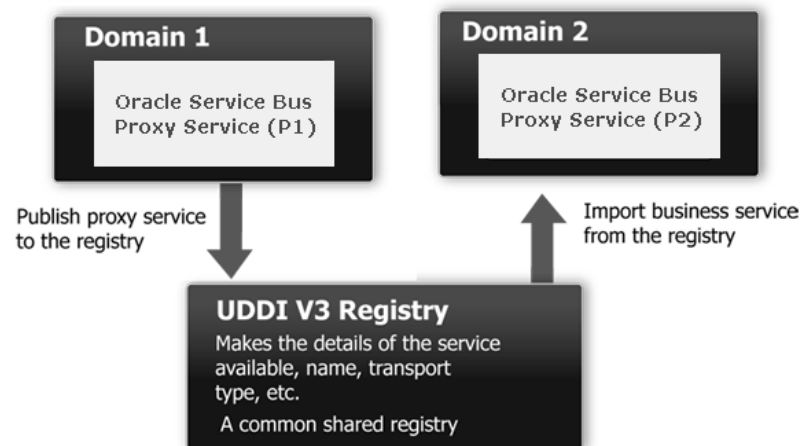 Domain 1
Oracle Service Bus
Proxy Service (P1)
Domain 2
Oracle Service Bus
Proxy Service (P2)
Publish proxy service
to the registry
Import business service
from the registry
UDDI V3 Registry
Makes the details of the service
available, name, transport
type, etc.
A common shared registry